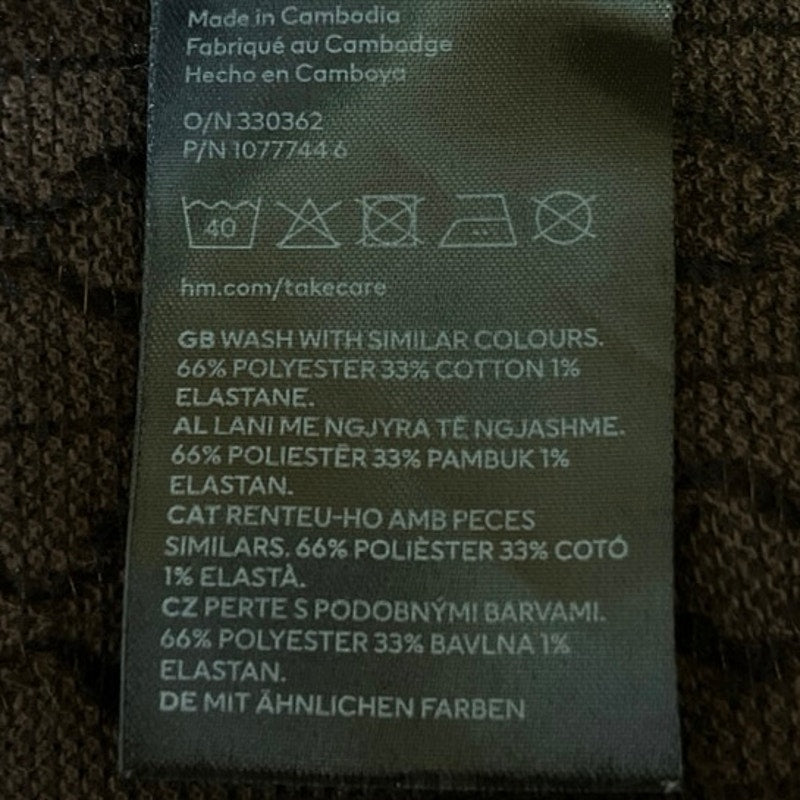 Made in Cambodia
Fabriqué au Cambodge
Hecho en Camboya
O/N 330362
P/N 1077744 6
40
hm.com/takecare
GB WASH WITH SIMILAR COLOURS.
66% POLYESTER 33% COTTON 1%
ELASTANE.
AL LANI ME NGJYRA TË NGJASHME.
66% POLIESTËR 33% PAMBUK 1%
ELASTAN.
CAT RENTEU-HO AMB PECES
SIMILARS. 66% POLIÈSTER 33% COTÓ
1% ELASTÀ.
CZ PERTE S PODOBNÝMI BARVAMI.
66% POLYESTER 33% BAVLNA 1%
ELASTAN.
DE MIT ÄHNLICHEN FARBEN